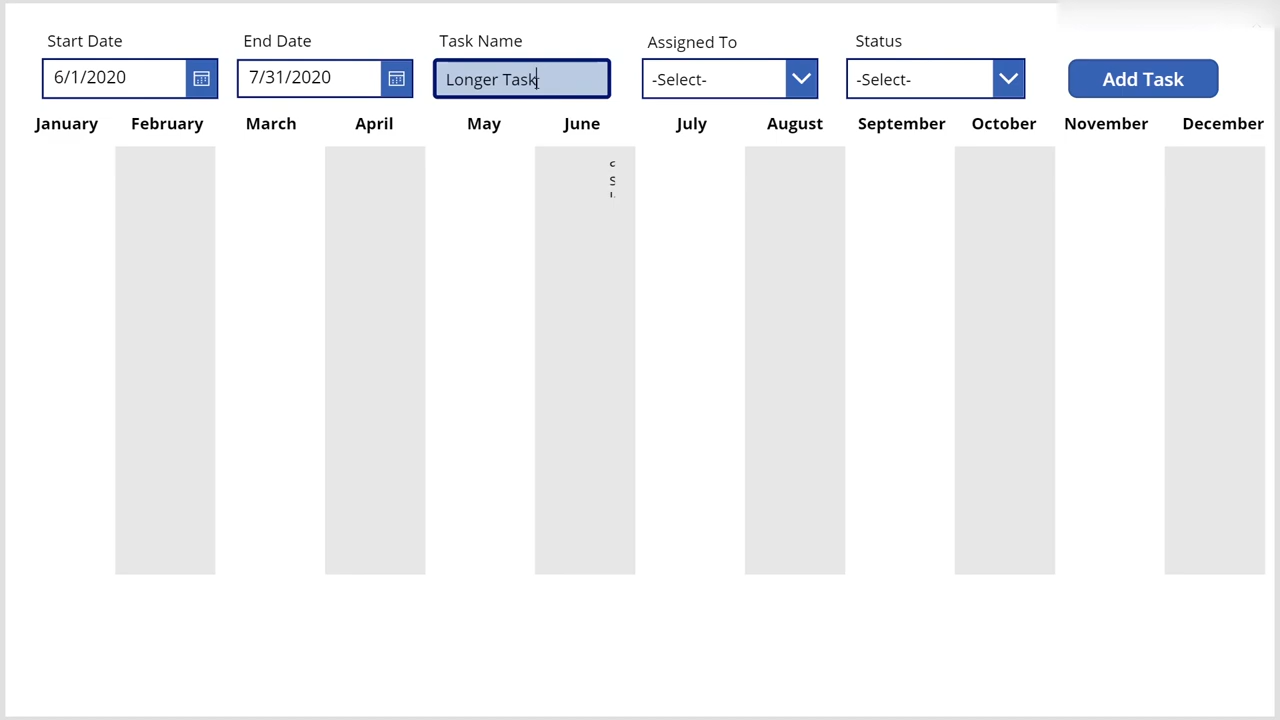 Start Date
End Date
Task Name
Assigned To
Status
6/1/2020
7/31/2020
Longer Task
-Select-
-Select-
Add Task
January
February
March
April
May
June
July
August
September
October
November
December